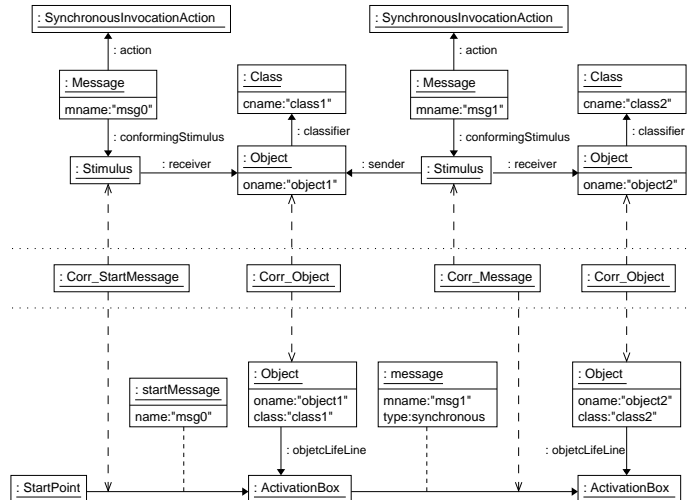 : SynchronousInvocationAction
: SynchronousInvocationAction
: action
: action
: Message
mname:"msg0"
: Class
cname:"class1"
: Message
mname:"msg1"
: Class
cname:"class2"
: conformingStimulus
: classifier
: conformingStimulus
: classifier
: Stimulus
: receiver
: Object
oname:"object1"
: sender
: Stimulus
: receiver
: Object
oname:"object2"
: Corr_StartMessage
: Corr_Object
: Corr_Message
: Corr_Object
: startMessage
name:"msg0"
: Object
oname:"object1"
class:"class1"
: message
mname:"msg1"
type:synchronous
: Object
oname:"object2"
class:"class2"
: objetcLifeLine
: objetcLifeLine
: StartPoint
: ActivationBox
: ActivationBox